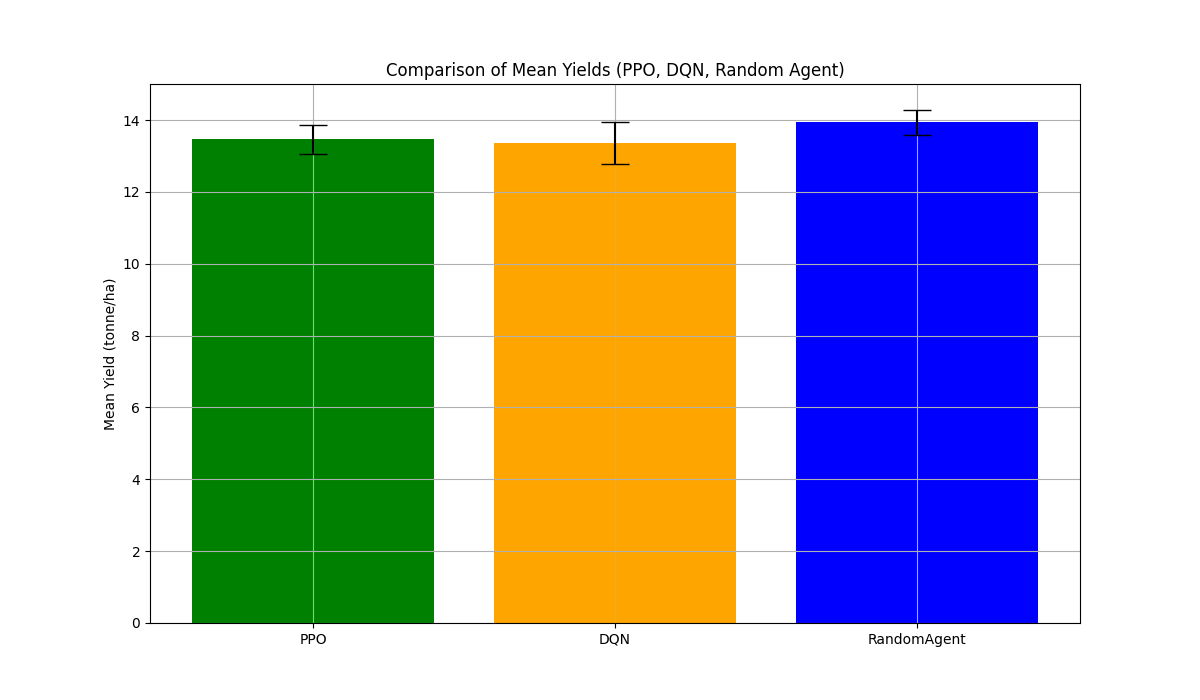 Comparison of Mean Yields (PPO, DQN, Random Agent)
Mean Yield (tonne/ha)
14
12
10
8
6
4
2
0
PPO
DQN
RandomAgent